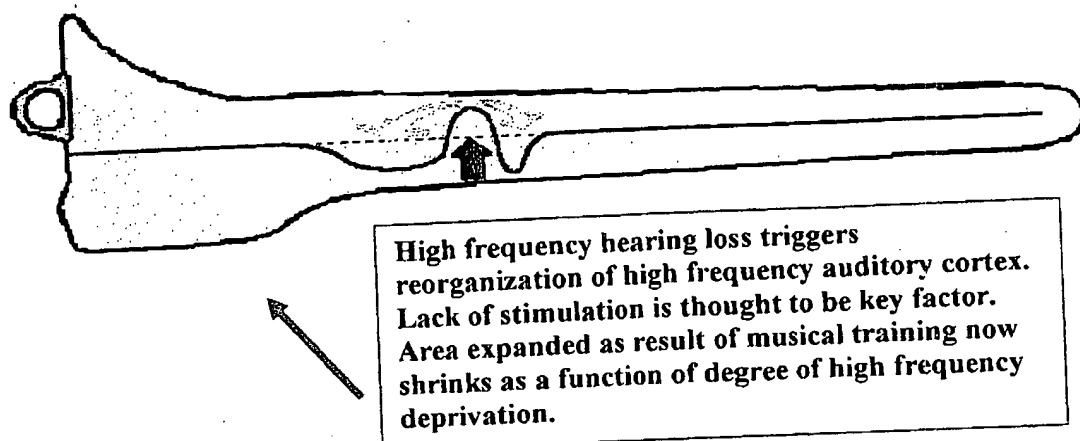 High frequency hearing loss triggers
reorganization of high frequency auditory cortex.
Lack of stimulation is thought to be key factor.
Area expanded as result of musical training now
shrinks as a function of degree of high frequency
deprivation.